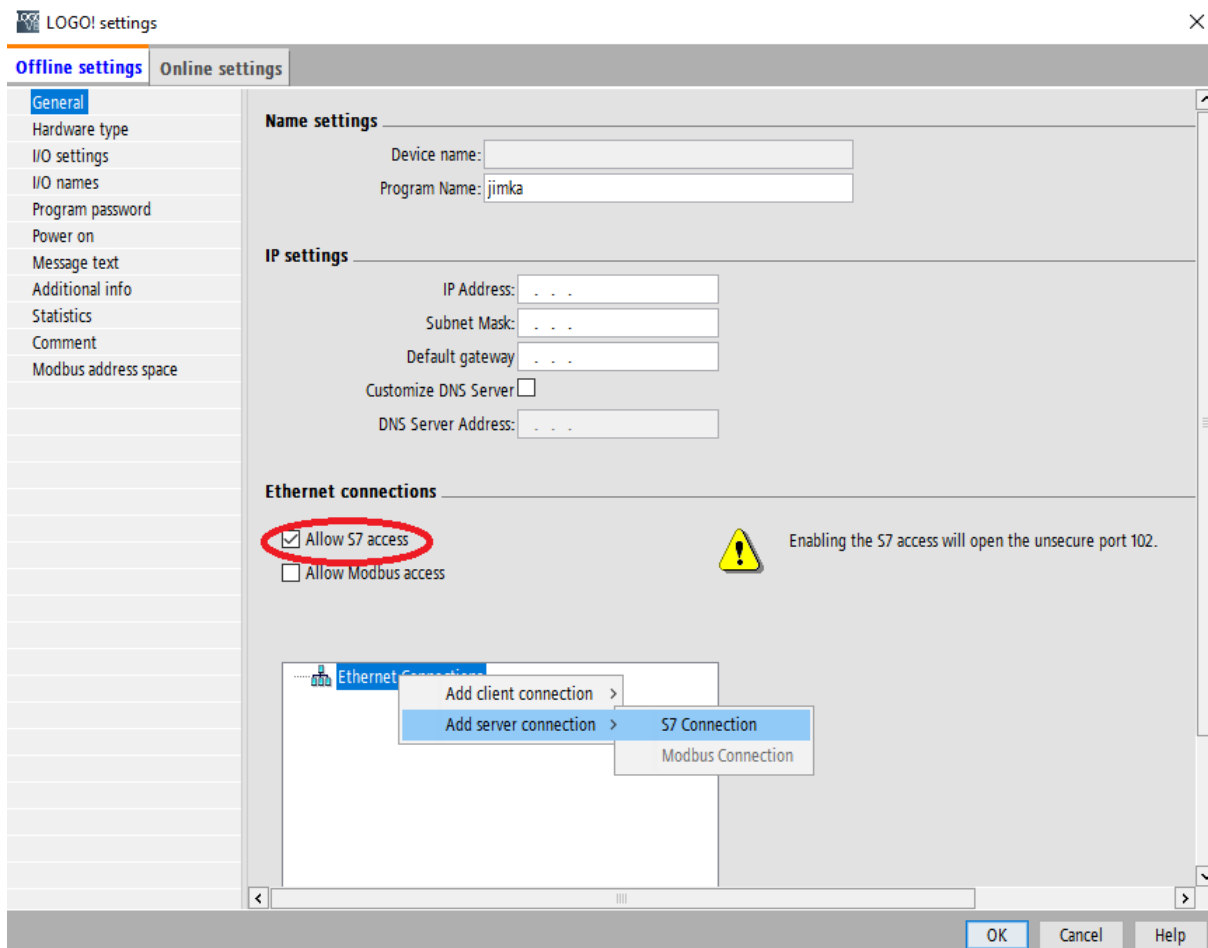 LOGO! settings
Offline settings Online settings
General
Hardware type
I/O settings
I/O names
Program password
Power on
Message text
Additional info
Statistics
Comment
Modbus address space
Name settings
Device name:
Program Name: jimka
IP settings
IP Address: . . .
Subnet Mask: . . .
Default gateway . . .
Customize DNS Server
DNS Server Address: . . .
Ethernet connections
Allow S7 access
Enabling the S7 access will open the unsecure port 102.
Allow Modbus access
Ethernet Connections
Add client connection >
Add server connection >
S7 Connection
Modbus Connection
OK Cancel Help